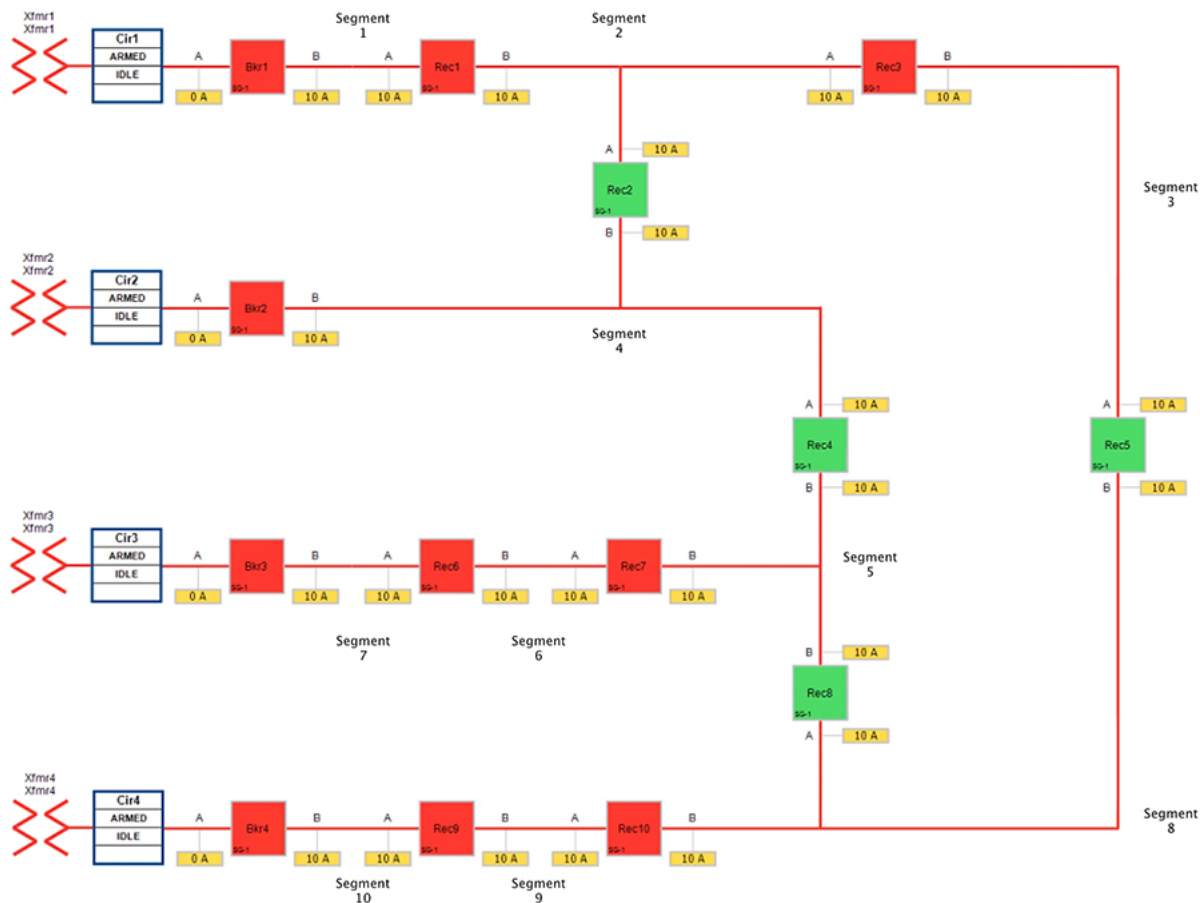 Xfmr1
Xfmr1
Segment
1
Segment
2
Cir1
ARMED
IDLE
A
0 A
Bkr1
SG-1
B
10 A
A
10 A
Rec1
SG-1
B
10 A
A
10 A
Rec3
SG-1
B
10 A
A
10 A
Rec2
SG-1
B
10 A
Segment
3
Xfmr2
Xfmr2
Cir2
ARMED
IDLE
A
0 A
Bkr2
SG-1
B
10 A
Segment
4
A
10 A
Rec4
SG-1
B
10 A
A
10 A
Rec5
SG-1
B
10 A
Xfmr3
Xfmr3
Cir3
ARMED
IDLE
A
0 A
Bkr3
SG-1
B
10 A
A
10 A
Rec6
SG-1
B
10 A
A
10 A
Rec7
SG-1
B
10 A
Segment
5
Segment
7
Segment
6
B
10 A
Rec8
SG-1
A
10 A
Xfmr4
Xfmr4
Cir4
ARMED
IDLE
A
0 A
Bkr4
SG-1
B
10 A
A
10 A
Rec9
SG-1
B
10 A
A
10 A
Rec10
SG-1
B
10 A
Segment
8
Segment
10
Segment
9